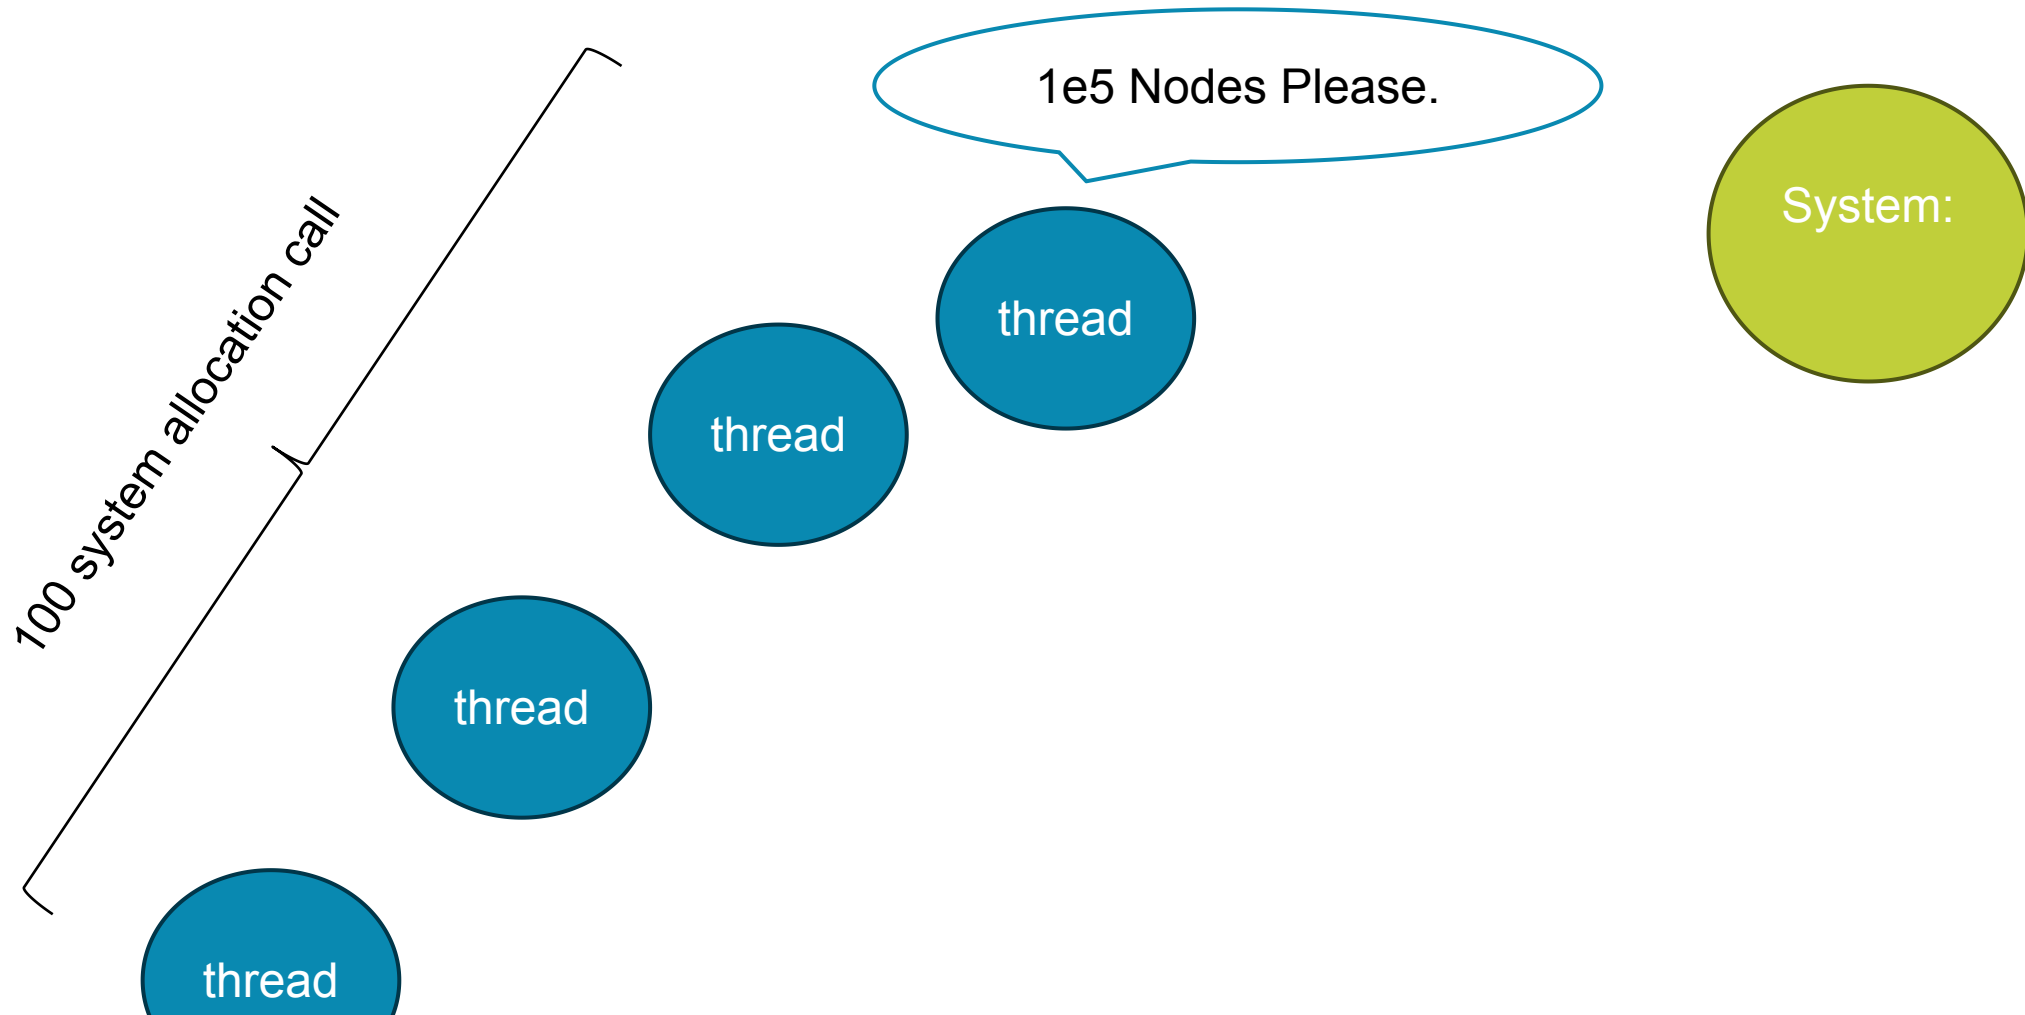 1e5 Nodes Please.
System:
100 system allocation call
thread
thread
thread
thread